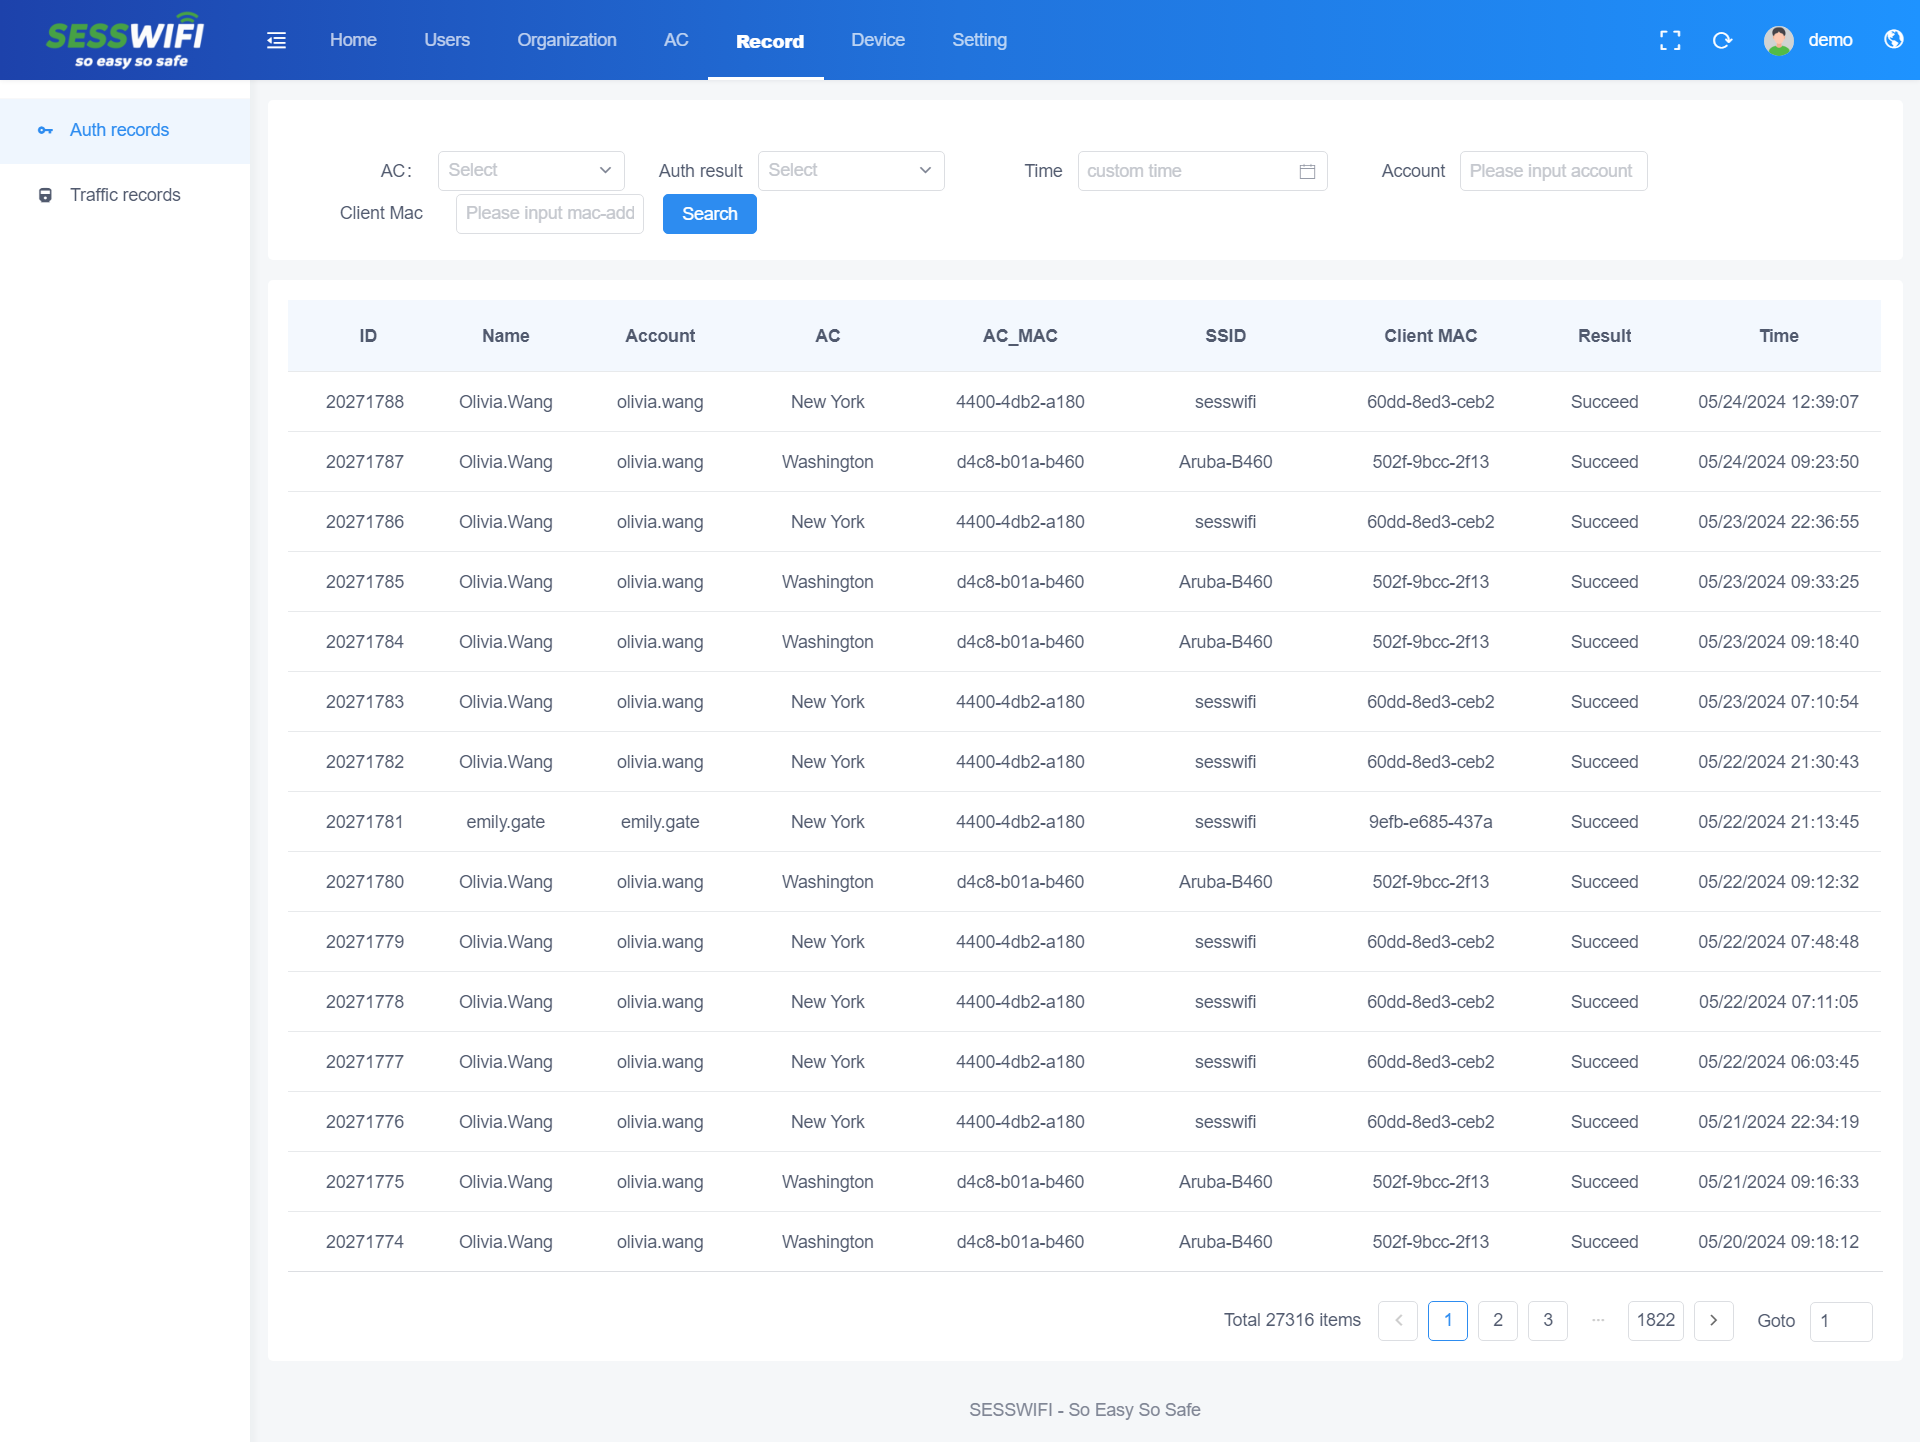 SESSWIFI
so easy so safe
Home Users Organization AC Record Device Setting demo
Auth records
Traffic records
AC: Select Auth result Select Time custom time Account Please input account
Client Mac Please input mac-add Search
ID Name Account AC AC_MAC SSID Client MAC Result Time
20271788 Olivia.Wang olivia.wang New York 4400-4db2-a180 sesswifi 60dd-8ed3-ceb2 Succeed 05/24/2024 12:39:07
20271787 Olivia.Wang olivia.wang Washington d4c8-b01a-b460 Aruba-B460 502f-9bcc-2f13 Succeed 05/24/2024 09:23:50
20271786 Olivia.Wang olivia.wang New York 4400-4db2-a180 sesswifi 60dd-8ed3-ceb2 Succeed 05/23/2024 22:36:55
20271785 Olivia.Wang olivia.wang Washington d4c8-b01a-b460 Aruba-B460 502f-9bcc-2f13 Succeed 05/23/2024 09:33:25
20271784 Olivia.Wang olivia.wang Washington d4c8-b01a-b460 Aruba-B460 502f-9bcc-2f13 Succeed 05/23/2024 09:18:40
20271783 Olivia.Wang olivia.wang New York 4400-4db2-a180 sesswifi 60dd-8ed3-ceb2 Succeed 05/23/2024 07:10:54
20271782 Olivia.Wang olivia.wang New York 4400-4db2-a180 sesswifi 60dd-8ed3-ceb2 Succeed 05/22/2024 21:30:43
20271781 emily.gate emily.gate New York 4400-4db2-a180 sesswifi 9efb-e685-437a Succeed 05/22/2024 21:13:45
20271780 Olivia.Wang olivia.wang Washington d4c8-b01a-b460 Aruba-B460 502f-9bcc-2f13 Succeed 05/22/2024 09:12:32
20271779 Olivia.Wang olivia.wang New York 4400-4db2-a180 sesswifi 60dd-8ed3-ceb2 Succeed 05/22/2024 07:48:48
20271778 Olivia.Wang olivia.wang New York 4400-4db2-a180 sesswifi 60dd-8ed3-ceb2 Succeed 05/22/2024 07:11:05
20271777 Olivia.Wang olivia.wang New York 4400-4db2-a180 sesswifi 60dd-8ed3-ceb2 Succeed 05/22/2024 06:03:45
20271776 Olivia.Wang olivia.wang New York 4400-4db2-a180 sesswifi 60dd-8ed3-ceb2 Succeed 05/21/2024 22:34:19
20271775 Olivia.Wang olivia.wang Washington d4c8-b01a-b460 Aruba-B460 502f-9bcc-2f13 Succeed 05/21/2024 09:16:33
20271774 Olivia.Wang olivia.wang Washington d4c8-b01a-b460 Aruba-B460 502f-9bcc-2f13 Succeed 05/20/2024 09:18:12
Total 27316 items 1 2 3 ··· 1822 Goto 1
SESSWIFI - So Easy So Safe